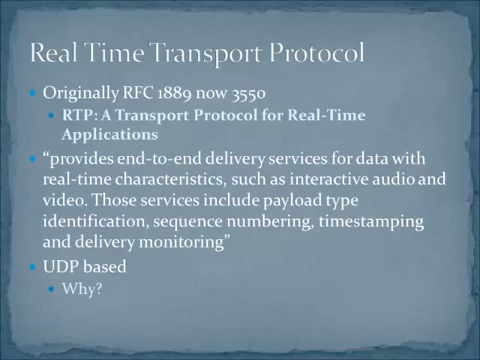 Real Time Transport Protocol
Originally RFC 1889 now 3550
RTP: A Transport Protocol for Real-Time
Applications
“provides end-to-end delivery services for data with
real-time characteristics, such as interactive audio and
video. Those services include payload type
identification, sequence numbering, timestamping
and delivery monitoring”
UDP based
Why?